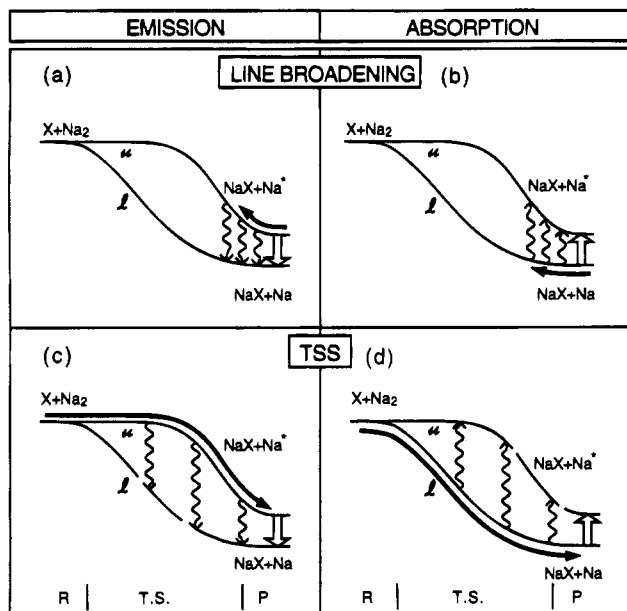 EMISSION
ABSORPTION
LINE BROADENING
(a)
X+Na₂
u
l
NaX+Na*
NaX+Na
(b)
X+Na₂
u
l
NaX+Na*
NaX+Na
TSS
(c)
X+Na₂
u
l
NaX+Na*
NaX+Na
R | T.S. | P
(d)
X+Na₂
u
l
NaX+Na*
NaX+Na
R | T.S. | P